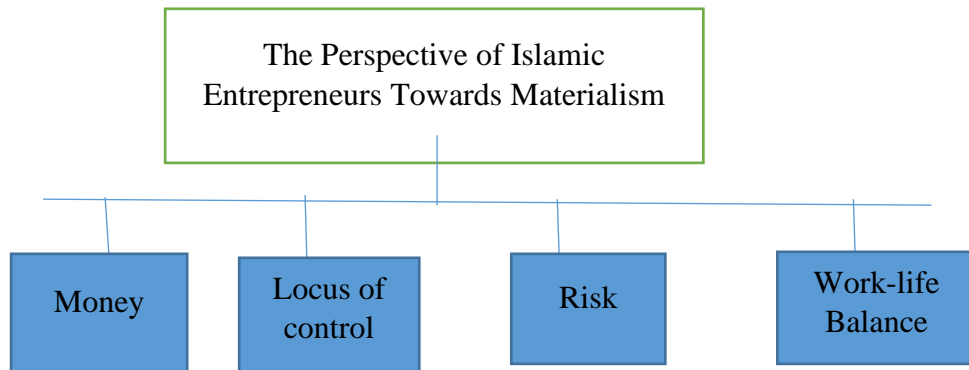 The Perspective of Islamic
Entrepreneurs Towards Materialism
Money
Locus of
control
Risk
Work-life
Balance